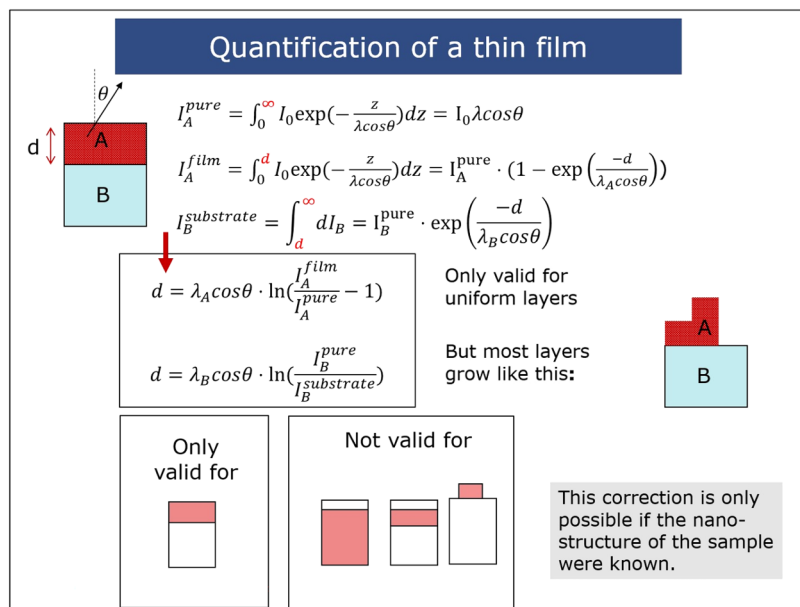 Quantification of a thin film
θ
d
A
B
I_A^{pure} = ∫_0^∞ I_0 exp(−z/(λcosθ))dz = I_0 λcosθ
I_A^{film} = ∫_0^d I_0 exp(−z/(λcosθ))dz = I_A^{pure} · (1 − exp(−d/(λ_A cosθ)))
I_B^{substrate} = ∫_d^∞ dI_B = I_B^{pure} · exp(−d/(λ_B cosθ))
d = λ_A cosθ · ln(I_A^{film}/I_A^{pure} − 1)
d = λ_B cosθ · ln(I_B^{pure}/I_B^{substrate})
Only valid for
uniform layers
But most layers
grow like this:
A
B
Only
valid for
Not valid for
This correction is only
possible if the nano-
structure of the sample
were known.